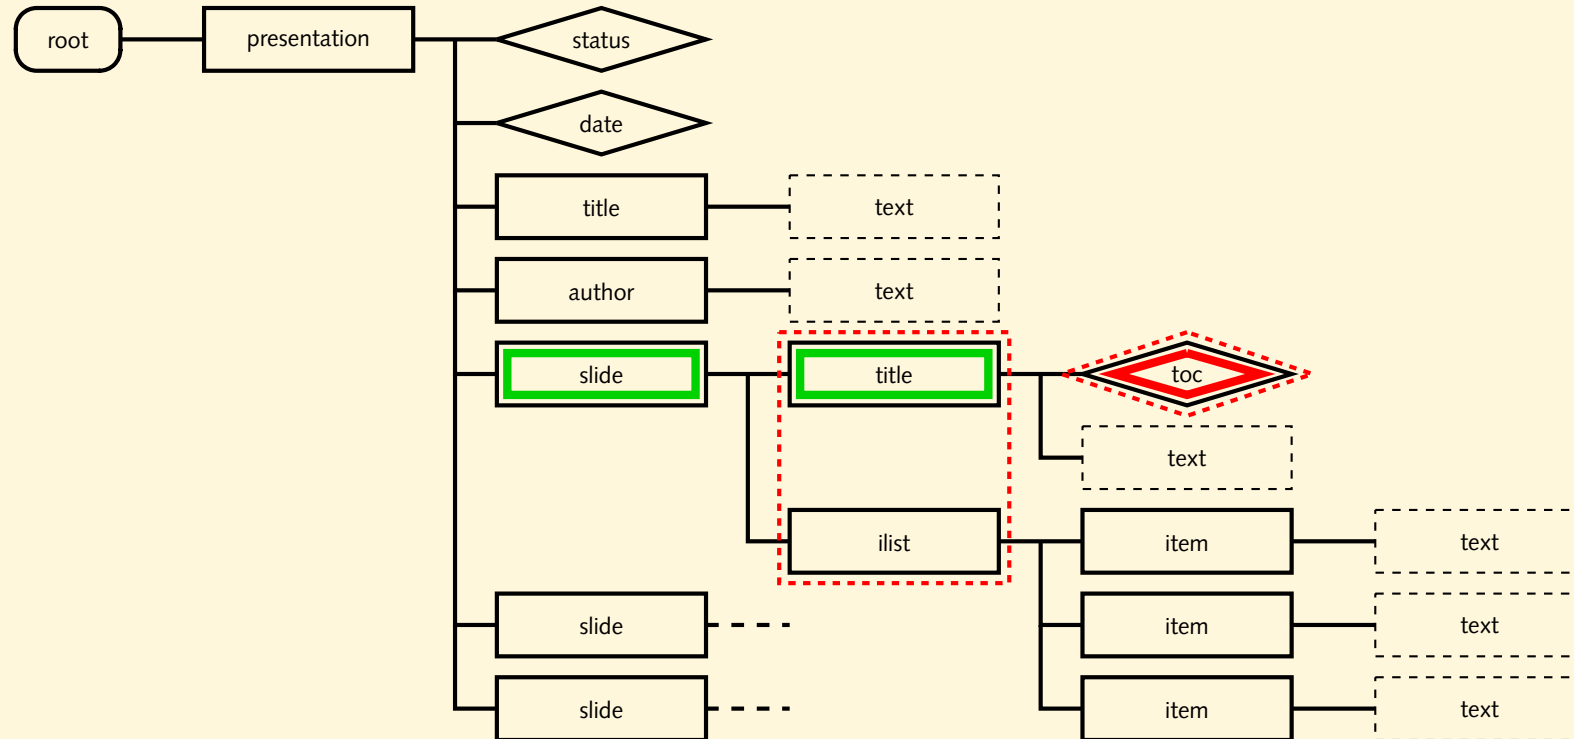 root presentation status
date
title text
author text
slide title toc
text
ilist item text
slide item text
slide item text